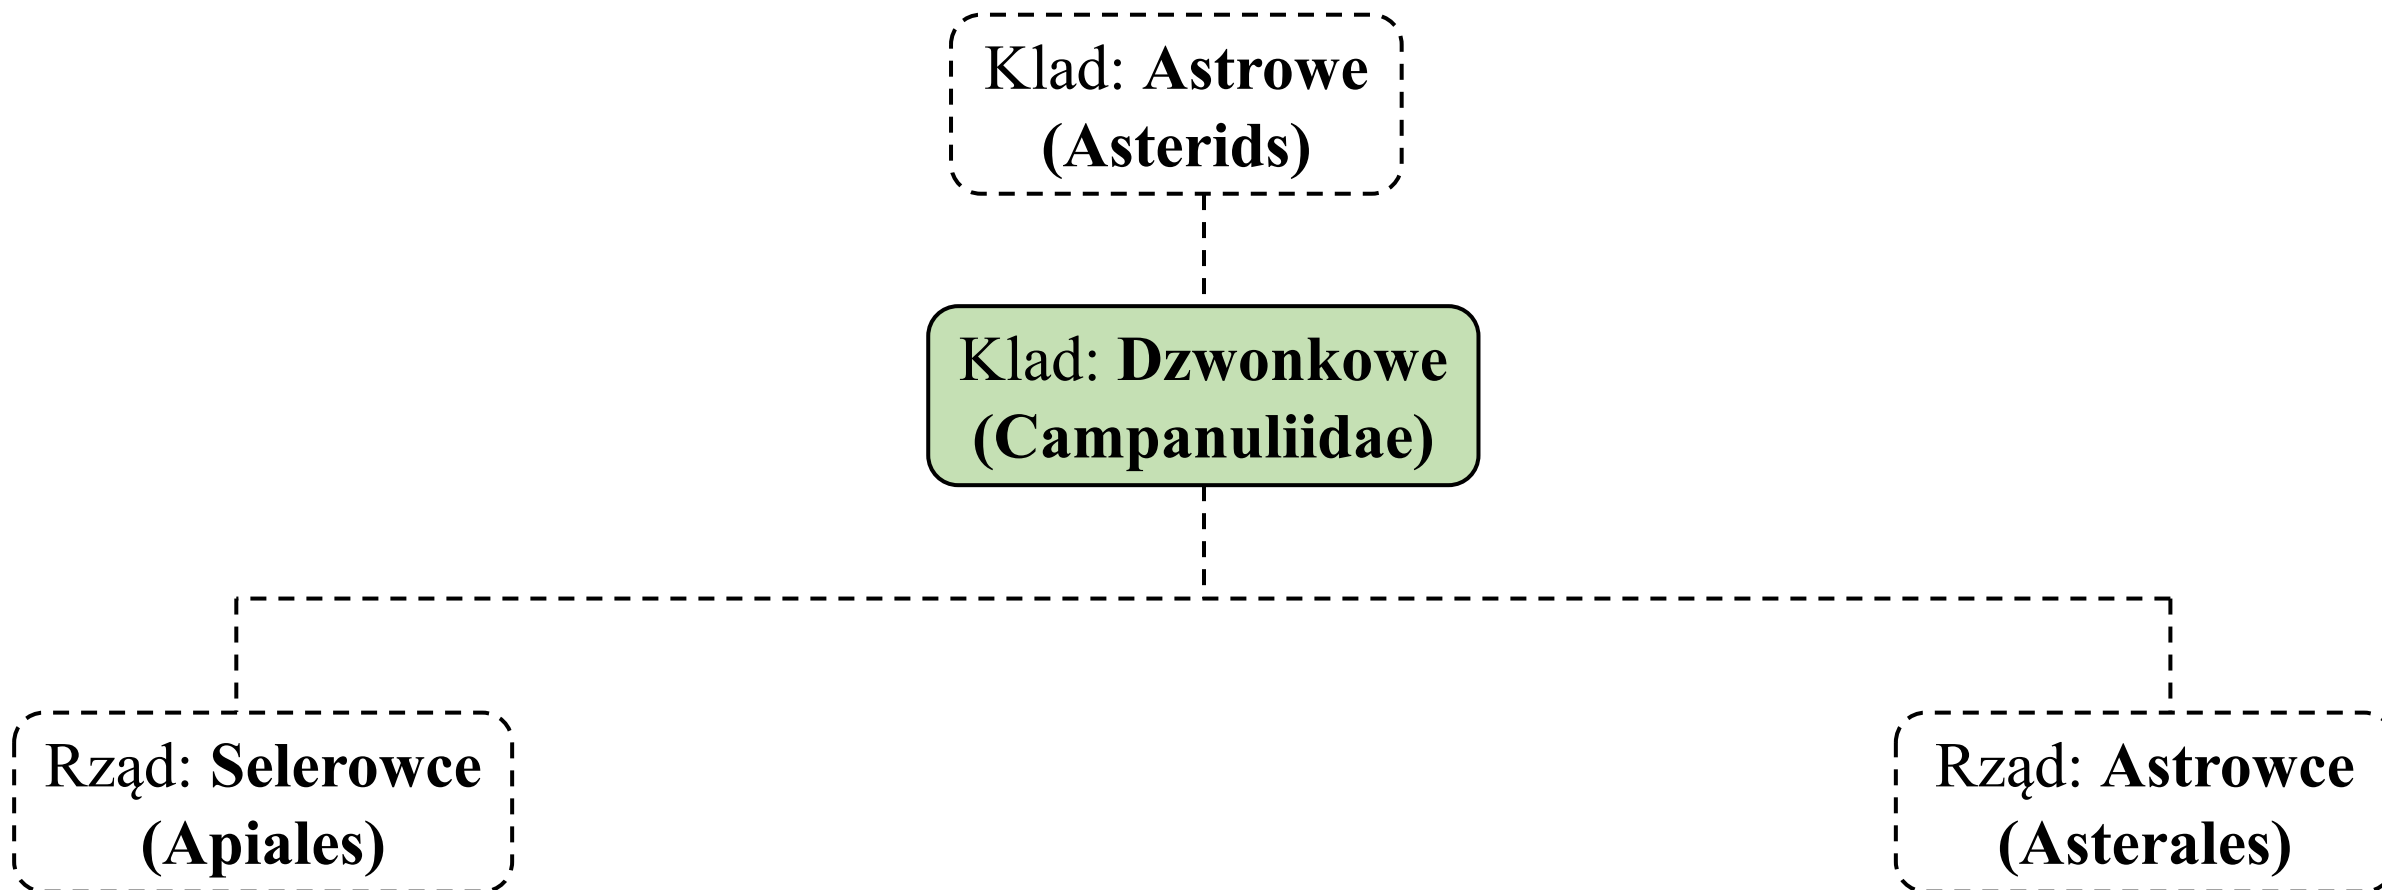 Klad: Astrowe
(Asterids)
Klad: Dzwonkowe
(Campanuliidae)
Rząd: Selerowce
(Apiales)
Rząd: Astrowce
(Asterales)